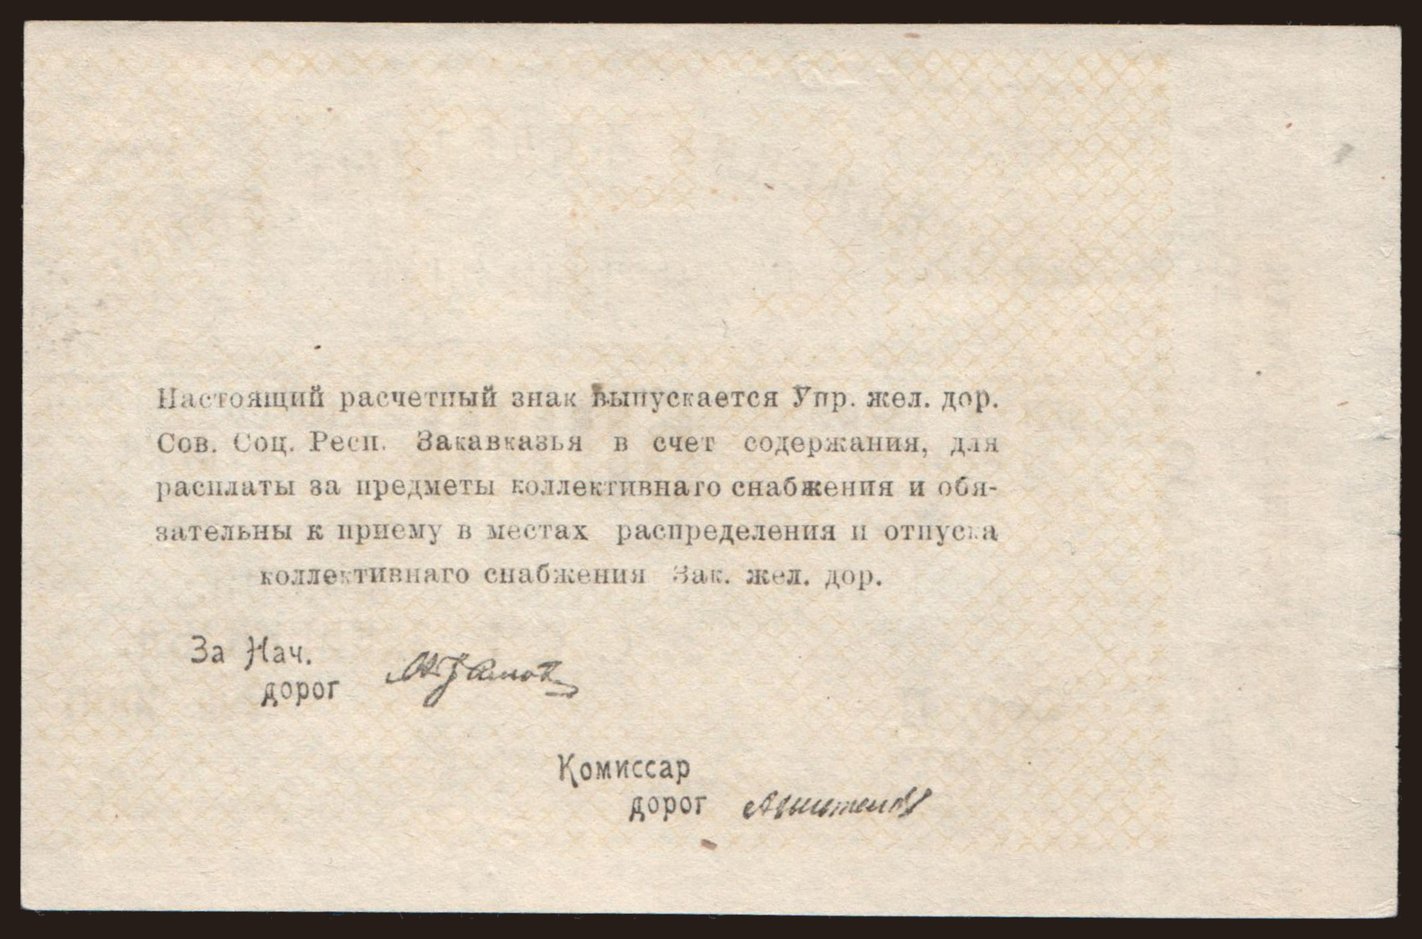 Настоящий расчетный знак выпускается Упр. жел. дор.
Сов. Соц. Респ. Закавказья в счет содержания, для
расплаты за предметы коллективнаго снабжения и обя-
зательны к приему в местах распределения и отпуска
коллективнаго снабжения Зак. жел. дор.
За Нач.
дорог
Комиссар
дорог